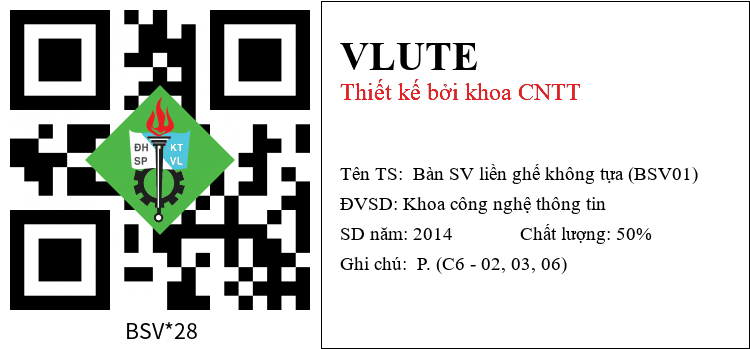 ĐH KT
SP VL
BSV*28
VLUTE
Thiết kế bởi khoa CNTT
Tên TS: Bàn SV liền ghế không tựa (BSV01)
ĐVSD: Khoa công nghệ thông tin
SD năm: 2014 Chất lượng: 50%
Ghi chú: P. (C6 - 02, 03, 06)